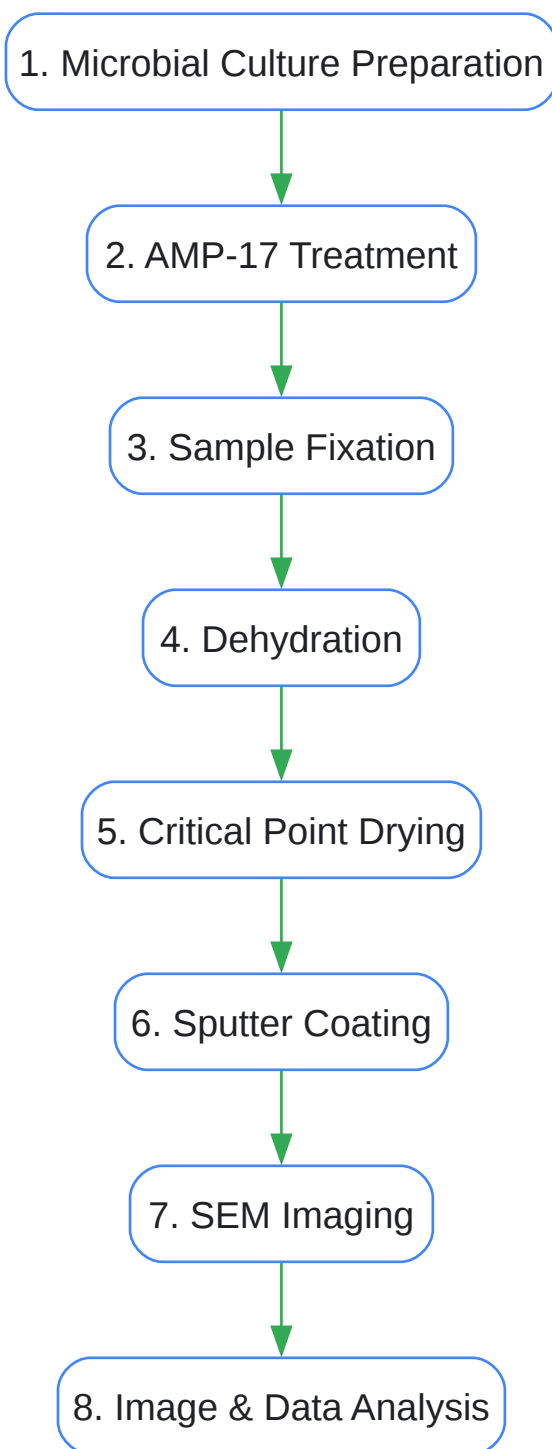 1. Microbial Culture Preparation
2. AMP-17 Treatment
3. Sample Fixation
4. Dehydration
5. Critical Point Drying
6. Sputter Coating
7. SEM Imaging
8. Image & Data Analysis